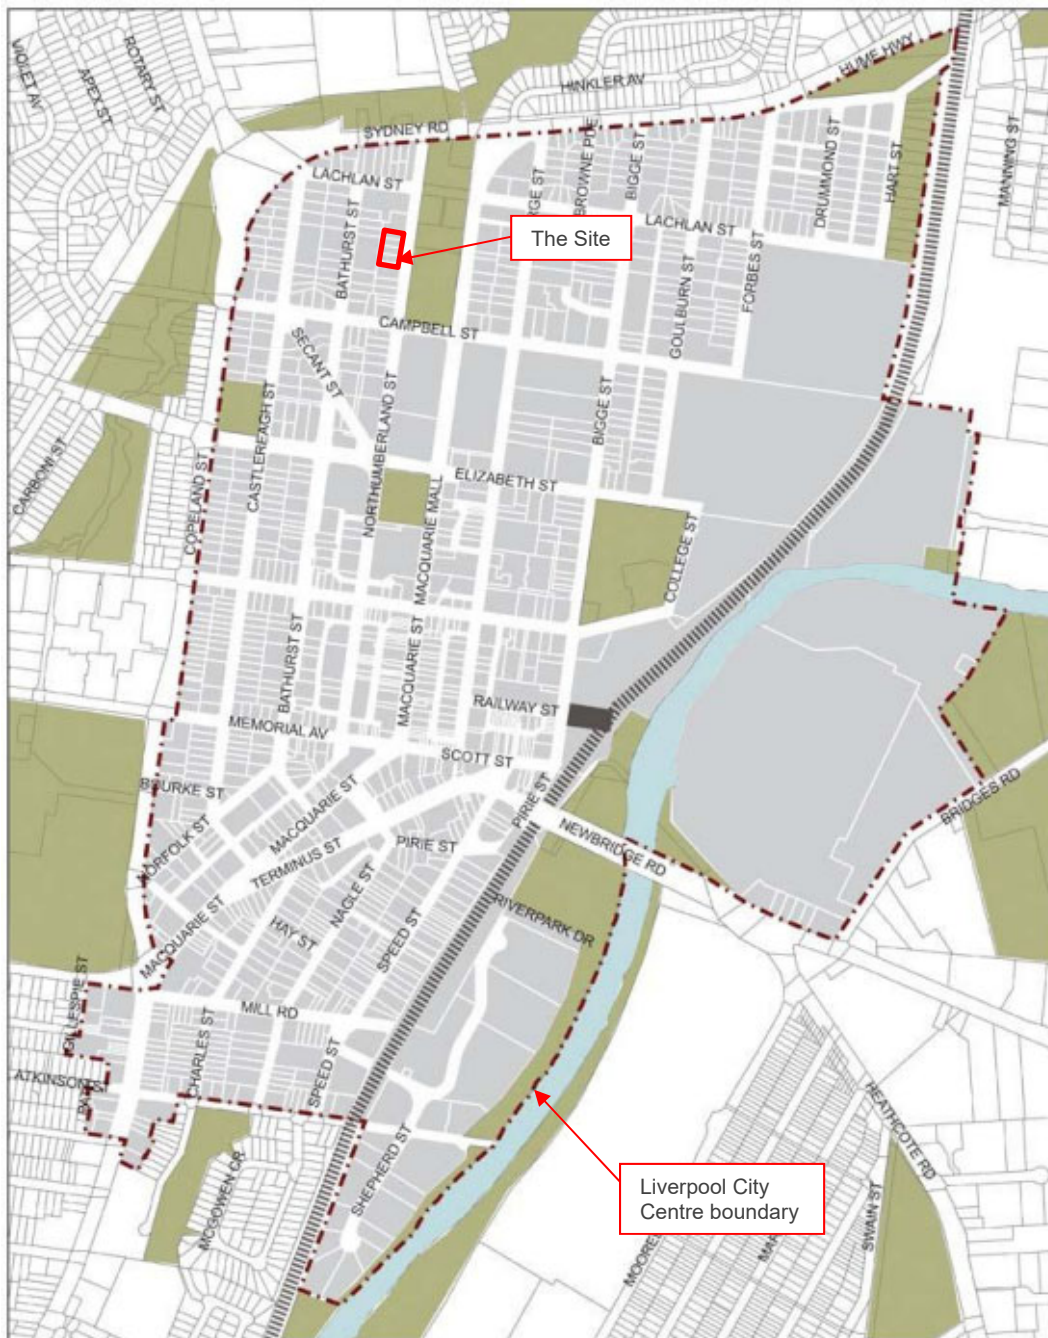 VIOLET AV
APEX ST
ROTARY ST
HINKLER AV
HUME HWY
SYDNEY RD
MANNING ST
LACHLAN ST
BATHURST ST
RGE ST
BROWNE PDE
BIGGE ST
DRUMMOND ST
HART ST
The Site
LACHLAN ST
FORBES ST
GOULBURN ST
CAMPBELL ST
SECANT ST
NORTHUMBERLAND ST
BIGGE ST
CASTLEREAGH ST
CARBONI ST
COPELAND ST
ELIZABETH ST
MACQUARIE MALL
COLLEGE ST
BATHURST ST
MACQUARIE ST
RAILWAY ST
MEMORIAL AV
SCOTT ST
BOURKE ST
MACQUARIE ST
PIRIE ST
BRIDGES RD
NORFOLK ST
TERMINUS ST
PIRIE ST
NEWBRIDGE RD
NAGLE ST
MACQUARIE ST
HAY ST
SPEED ST
RIVERPARK DR
GILLESPIE ST
MILL RD
CHARLES ST
SPEED ST
ATKINSON ST
HEATHCOTE RD
SHEPHERD ST
MCGOWEN CR
Liverpool City
Centre boundary
SWAIN ST